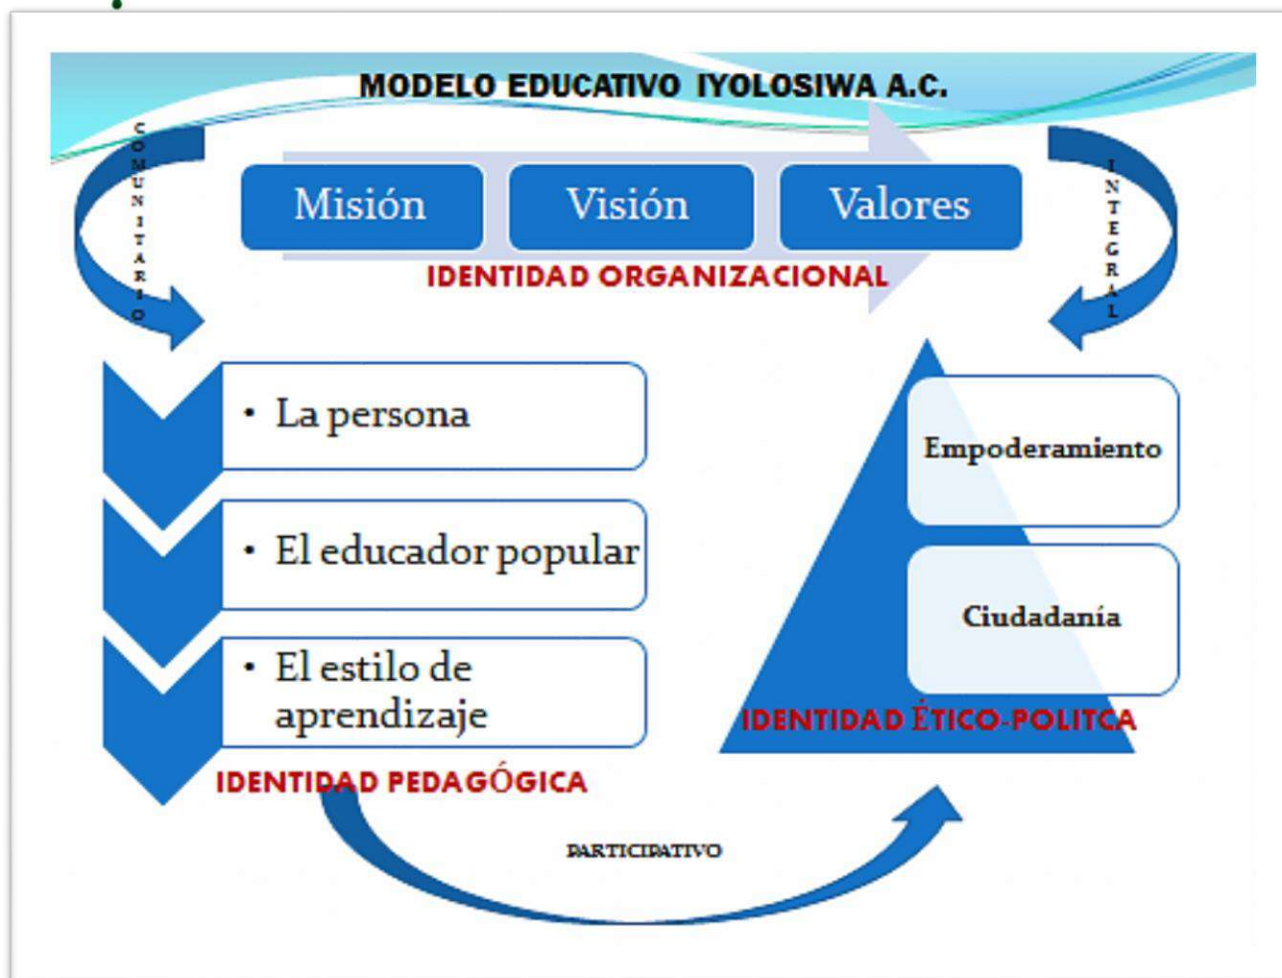 MODELO EDUCATIVO IYOLOSIWA A.C.
COMUNITARIO
INTEGRAL
Misión
Visión
Valores
IDENTIDAD ORGANIZACIONAL
• La persona
• El educador popular
• El estilo de
aprendizaje
IDENTIDAD PEDAGÓGICA
Empoderamiento
Ciudadanía
IDENTIDAD ÉTICO-POLITCA
PARTICIPATIVO